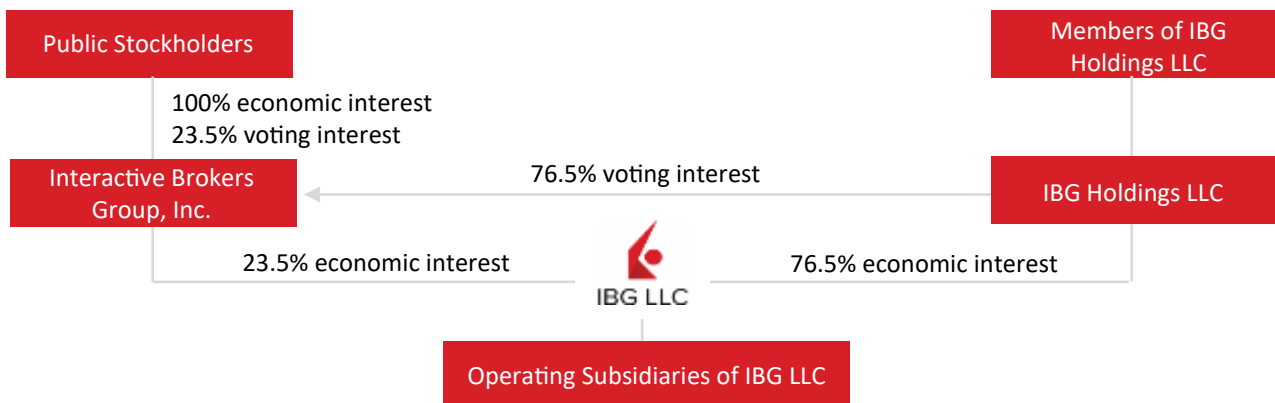 Public Stockholders
Members of IBG
Holdings LLC
100% economic interest
23.5% voting interest
Interactive Brokers
Group, Inc.
76.5% voting interest
IBG Holdings LLC
23.5% economic interest
76.5% economic interest
IBG LLC
Operating Subsidiaries of IBG LLC